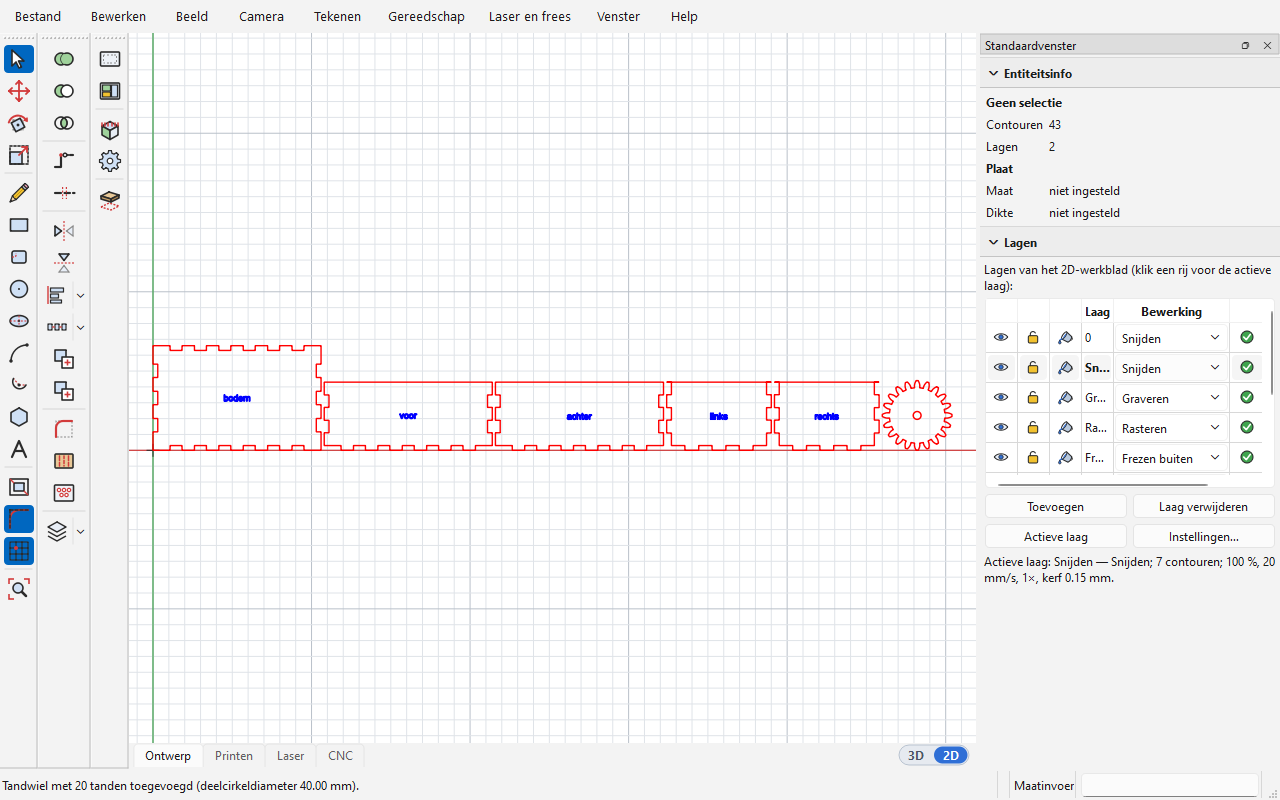 Bestand Bewerken Beeld Camera Tekenen Gereedschap Laser en frees Venster Help
Standaardvenster
Entiteitsinfo
Geen selectie
Contouren 43
Lagen 2
Plaat
Maat niet ingesteld
Dikte niet ingesteld
Lagen
Lagen van het 2D-werkblad (klik een rij voor de actieve
laag):
Laag Bewerking
0 Snijden
Sn... Snijden
Gr... Graveren
Ra... Rasteren
Fr... Frezen buiten
Toevoegen Laag verwijderen
Actieve laag Instellingen...
Actieve laag: Snijden — Snijden; 7 contouren; 100 %, 20
mm/s, 1×, kerf 0.15 mm.
bodem
voor
achter
links
rechts
Ontwerp Printen Laser CNC
3D 2D
Tandwiel met 20 tanden toegevoegd (deelcirkeldiameter 40.00 mm).
Maatinvoer